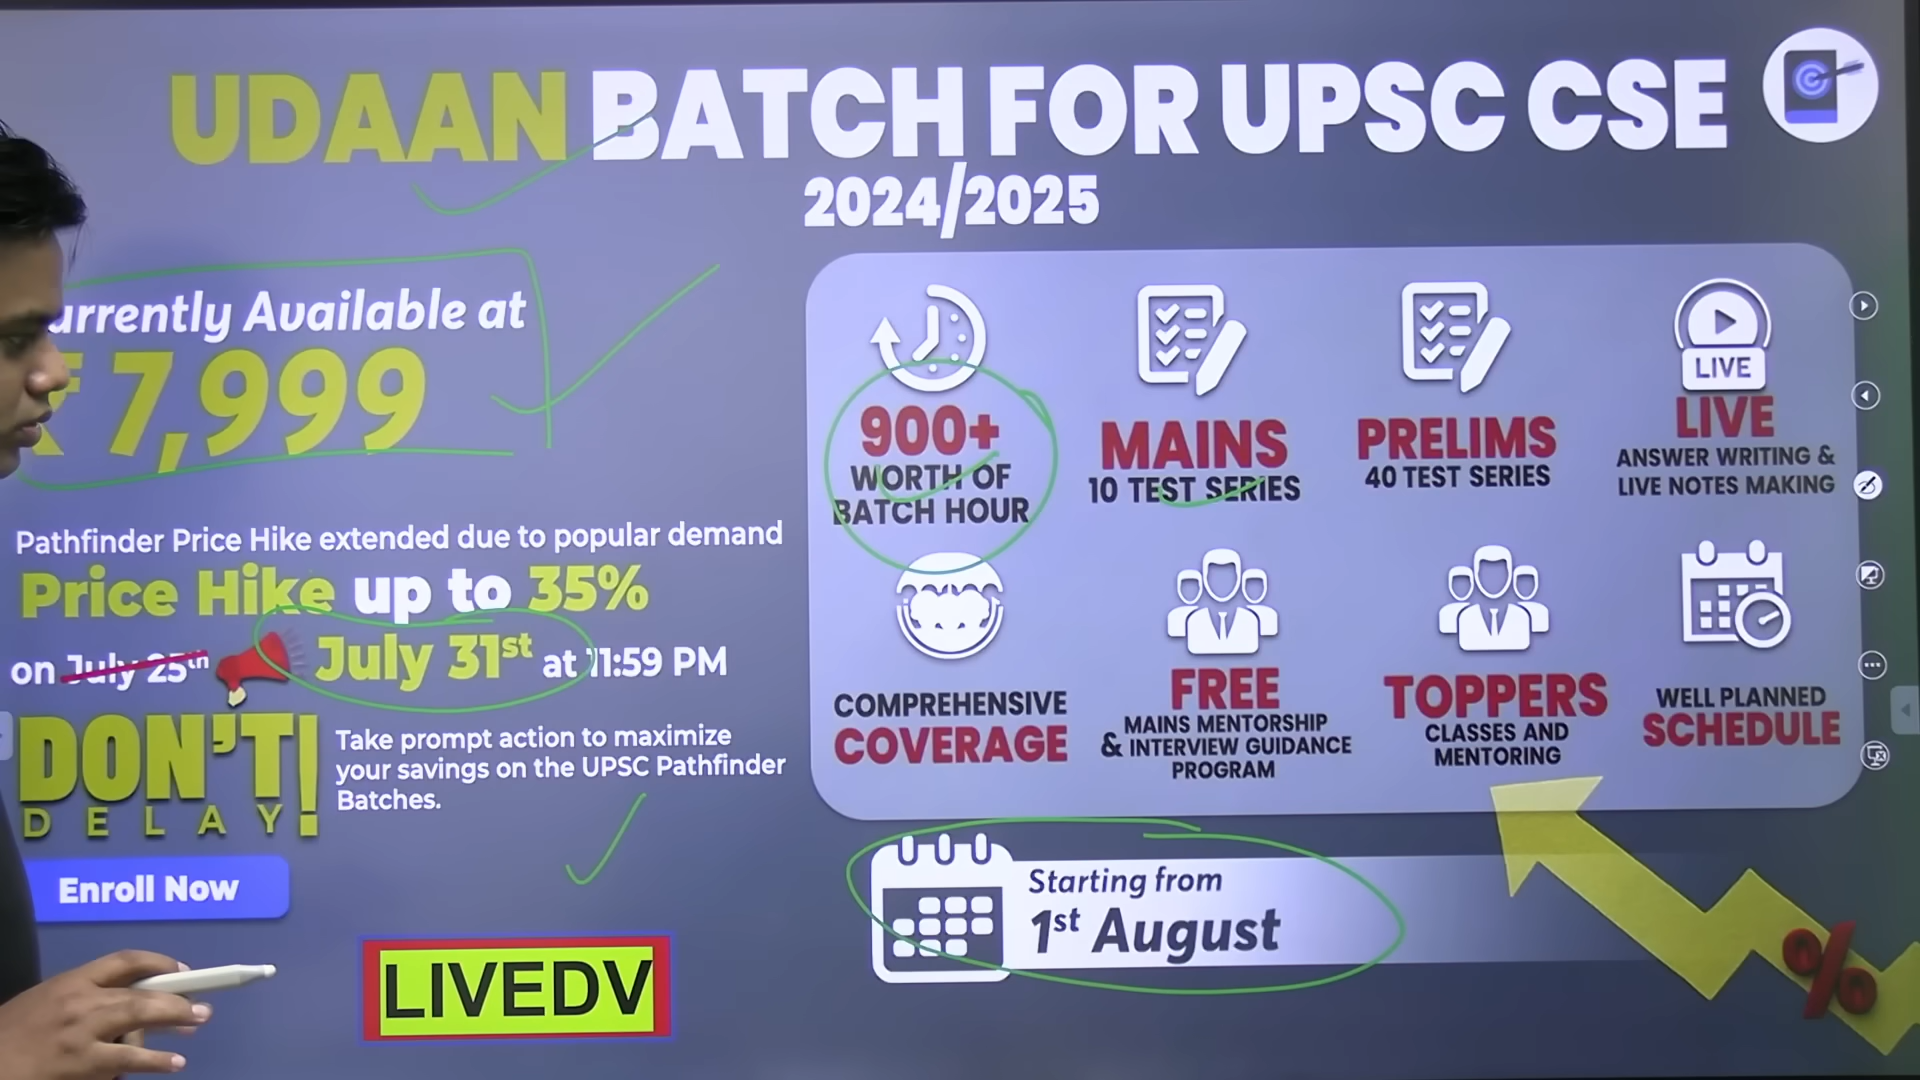 UDAAN BATCH FOR UPSC CSE
2024/2025
urrently Available at
₹ 7,999
Pathfinder Price Hike extended due to popular demand
Price Hike up to 35%
on July 25th July 31st at 11:59 PM
DON'T!
DELAY
Take prompt action to maximize
your savings on the UPSC Pathfinder
Batches.
Enroll Now
LIVEDV
900+
WORTH OF
BATCH HOUR
MAINS
10 TEST SERIES
PRELIMS
40 TEST SERIES
LIVE
LIVE
ANSWER WRITING &
LIVE NOTES MAKING
COMPREHENSIVE
COVERAGE
FREE
MAINS MENTORSHIP
& INTERVIEW GUIDANCE
PROGRAM
TOPPERS
CLASSES AND
MENTORING
WELL PLANNED
SCHEDULE
Starting from
1st August
%